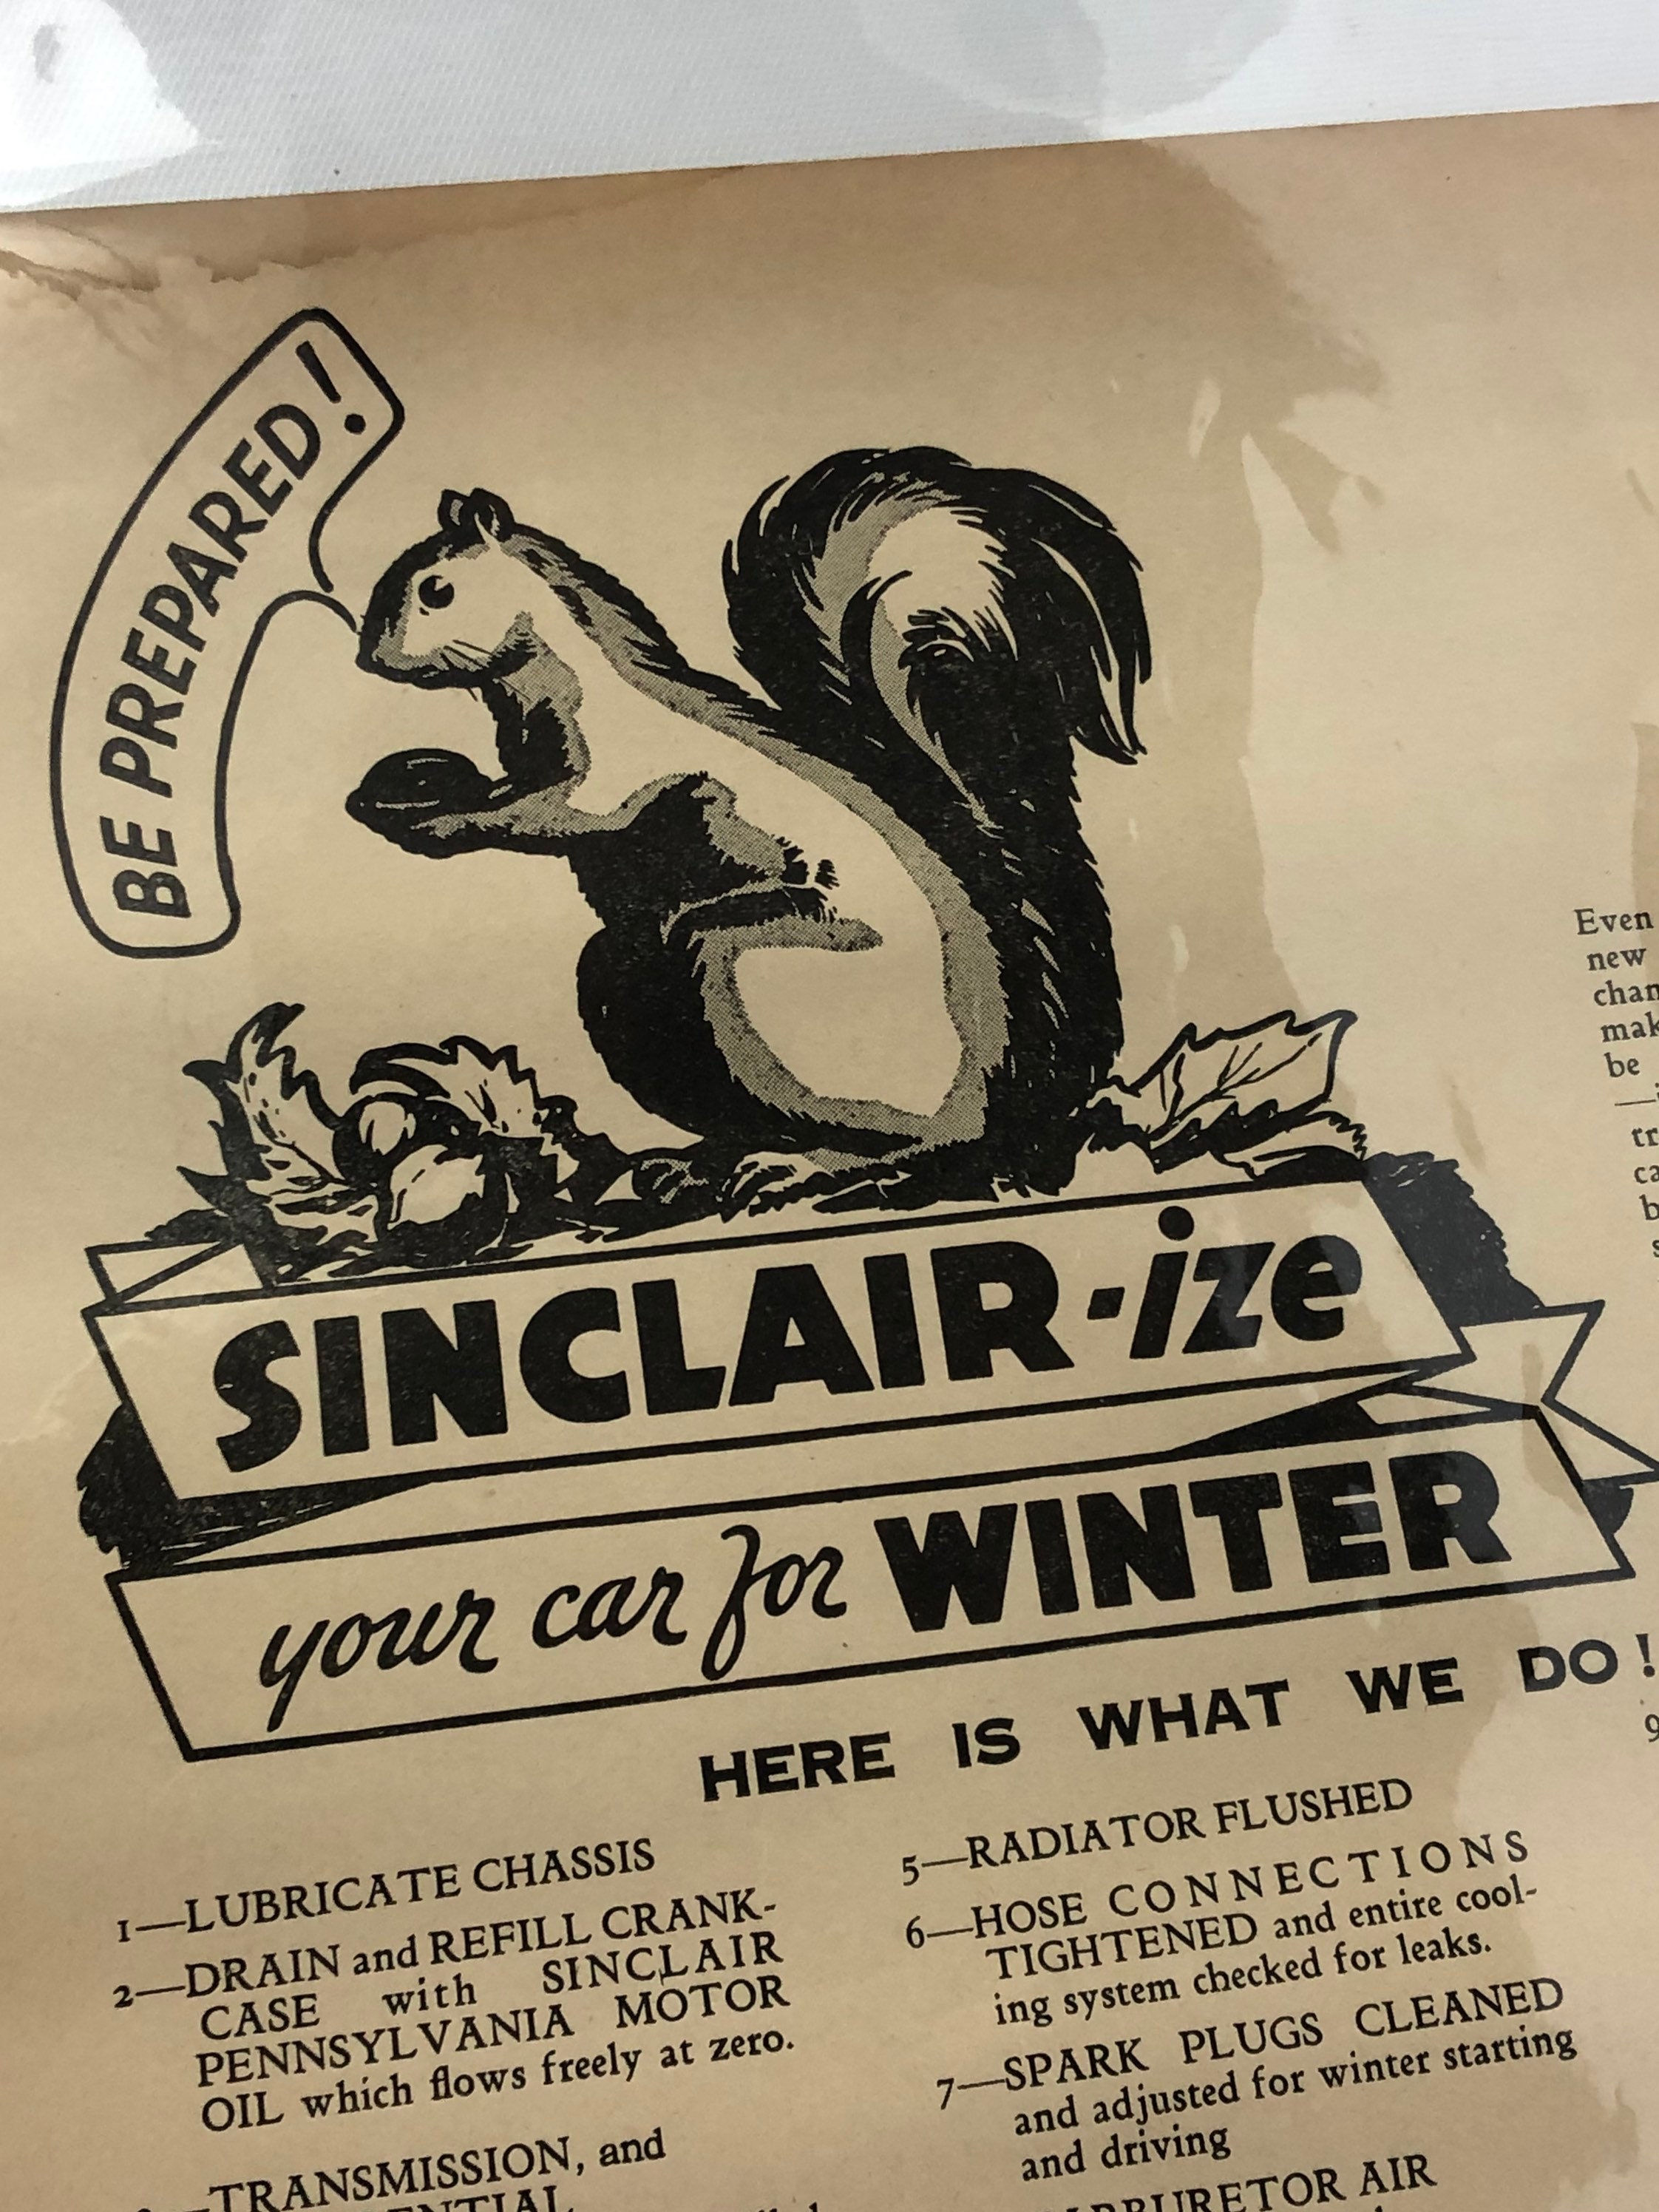 BE PREPARED!
SINCLAIR-ize
your car for WINTER
HERE IS WHAT WE DO!
1—LUBRICATE CHASSIS
2—DRAIN and REFILL CRANK-
CASE with SINCLAIR
PENNSYLVANIA MOTOR
OIL which flows freely at zero.
TRANSMISSION, and
5—RADIATOR FLUSHED
6—HOSE CONNECTIONS
TIGHTENED and entire cool-
ing system checked for leaks.
7—SPARK PLUGS CLEANED
and adjusted for winter starting
and driving
AIR
Even
new
be
9